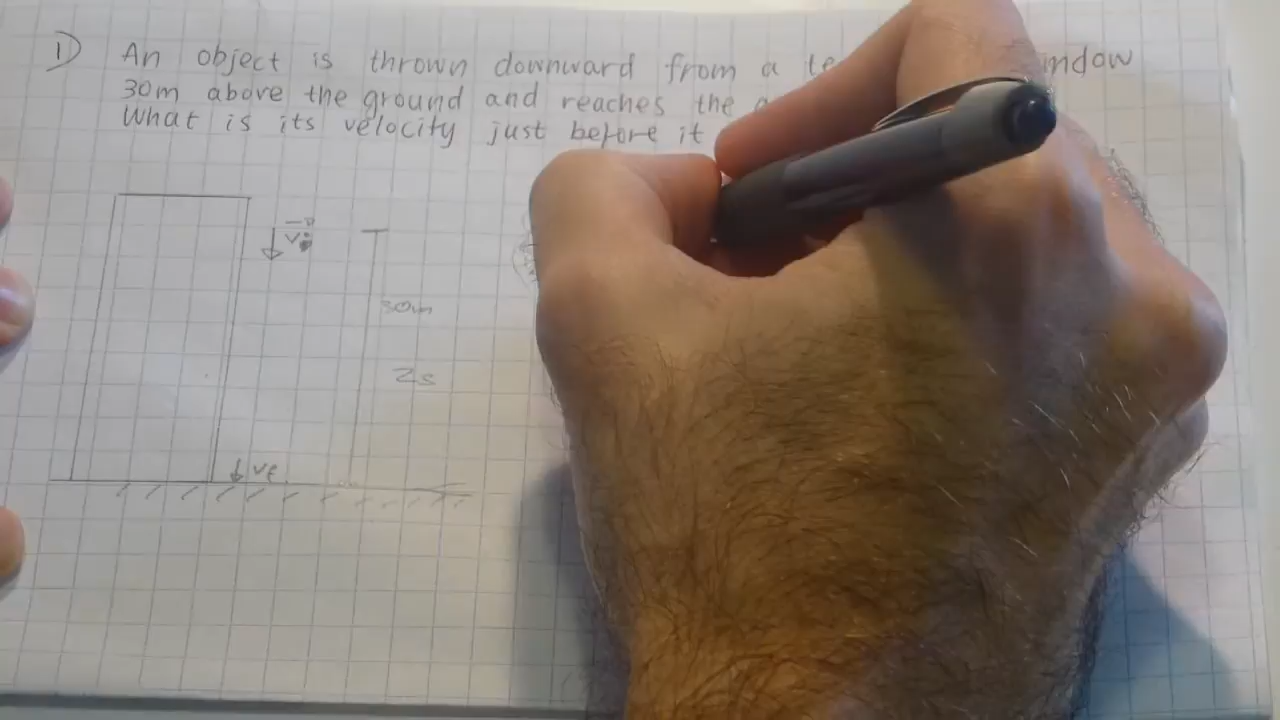 1) An object is thrown downward from a
30m above the ground and reaches the
What is its velocity just before it
30m
2s
vf